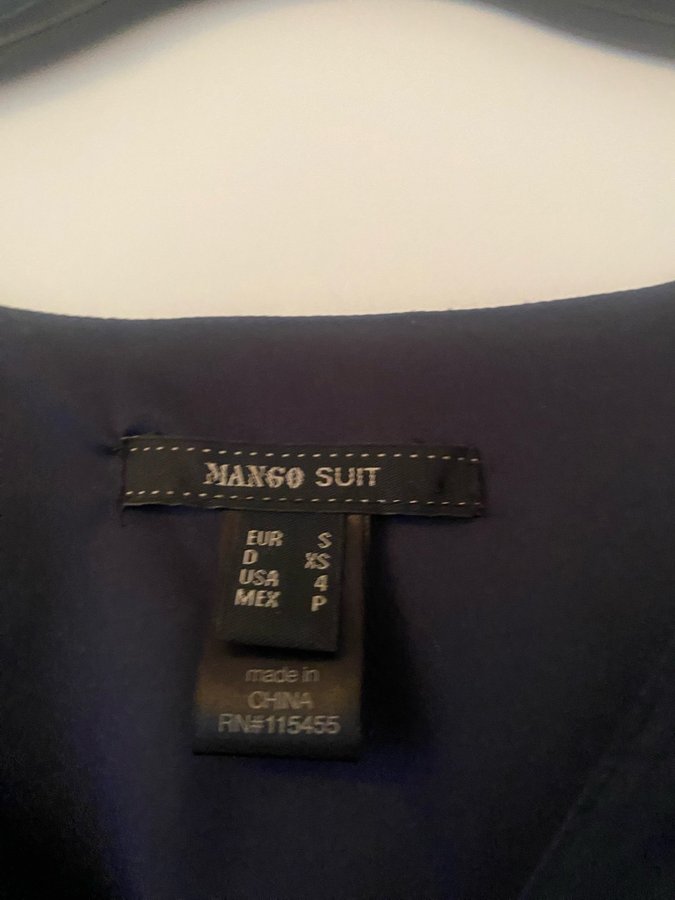 MANGO SUIT
EUR S
D XS
USA 4
MEX P
made in
CHINA
RN#115455